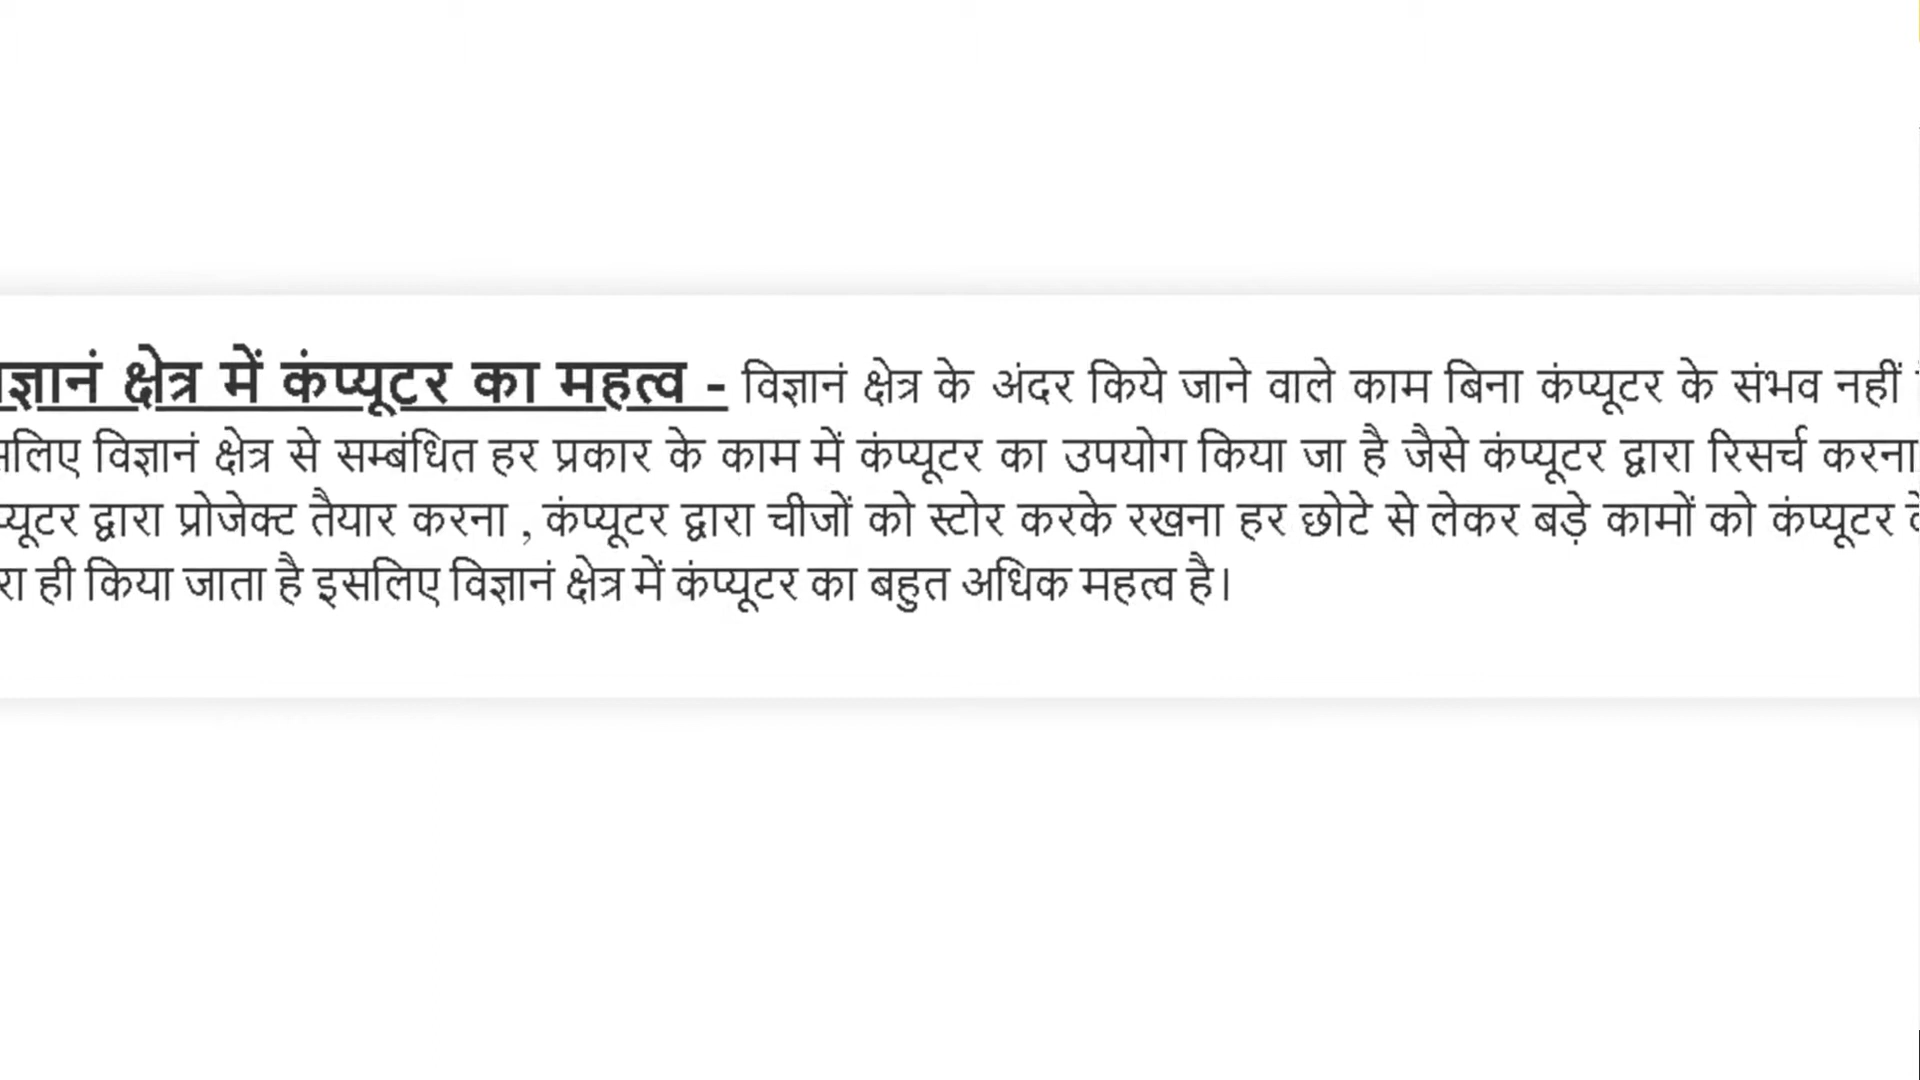 क्षेत्र में कंप्यूटर का महत्व - विज्ञानं क्षेत्र के अंदर किये जाने वाले काम बिना कंप्यूटर के संभव नहीं
विज्ञानं क्षेत्र से सम्बंधित हर प्रकार के काम में कंप्यूटर का उपयोग किया जा है जैसे कंप्यूटर द्वारा रिसर्च करना
द्वारा प्रोजेक्ट तैयार करना , कंप्यूटर द्वारा चीजों को स्टोर करके रखना हर छोटे से लेकर बड़े कामों को कंप्यूटर
ही किया जाता है इसलिए विज्ञानं क्षेत्र में कंप्यूटर का बहुत अधिक महत्व है।